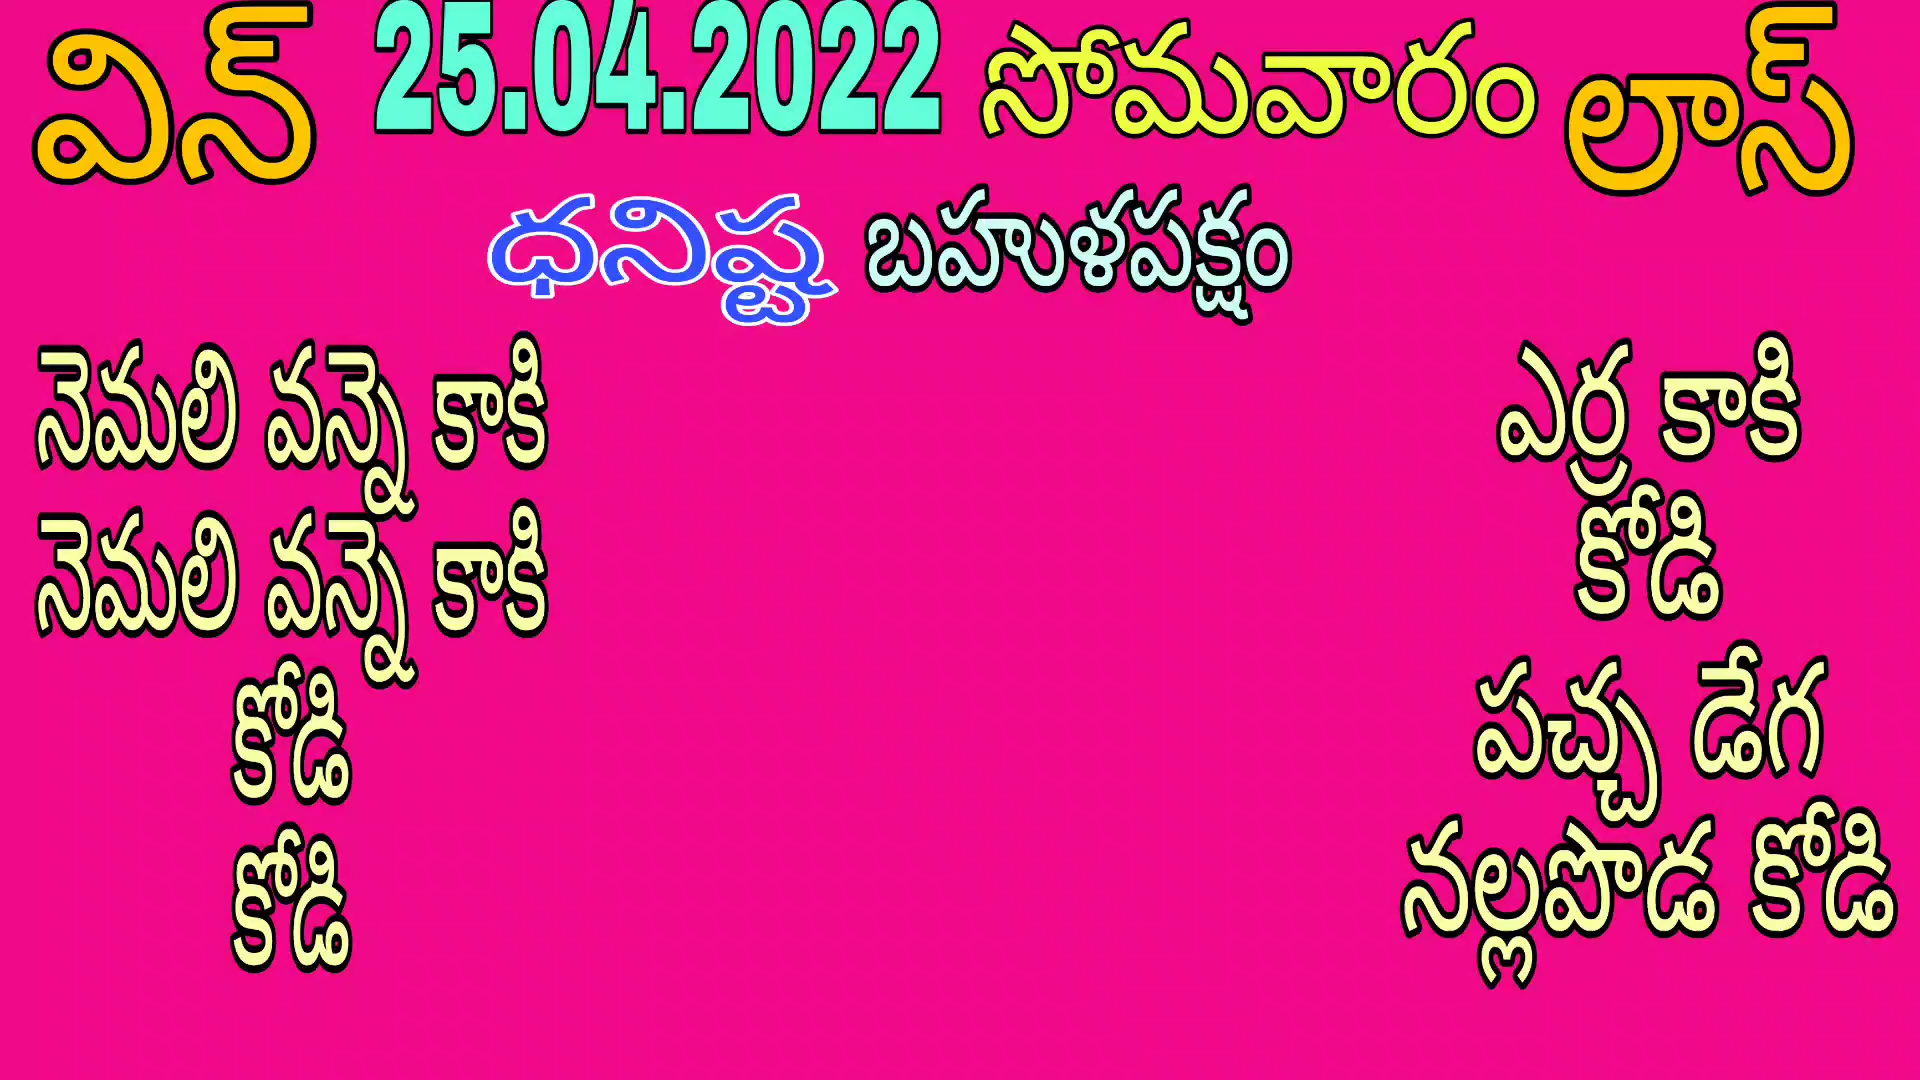 విన్ 25.04.2022 సోమవారం లాస్
ధనిష్ట బహుళపక్షం
నెమలి వన్నె కాకి ఎర్ర కాకి
నెమలి వన్నె కాకి కోడి
కోడి పచ్చ డేగ
కోడి నల్లపొడ కోడి